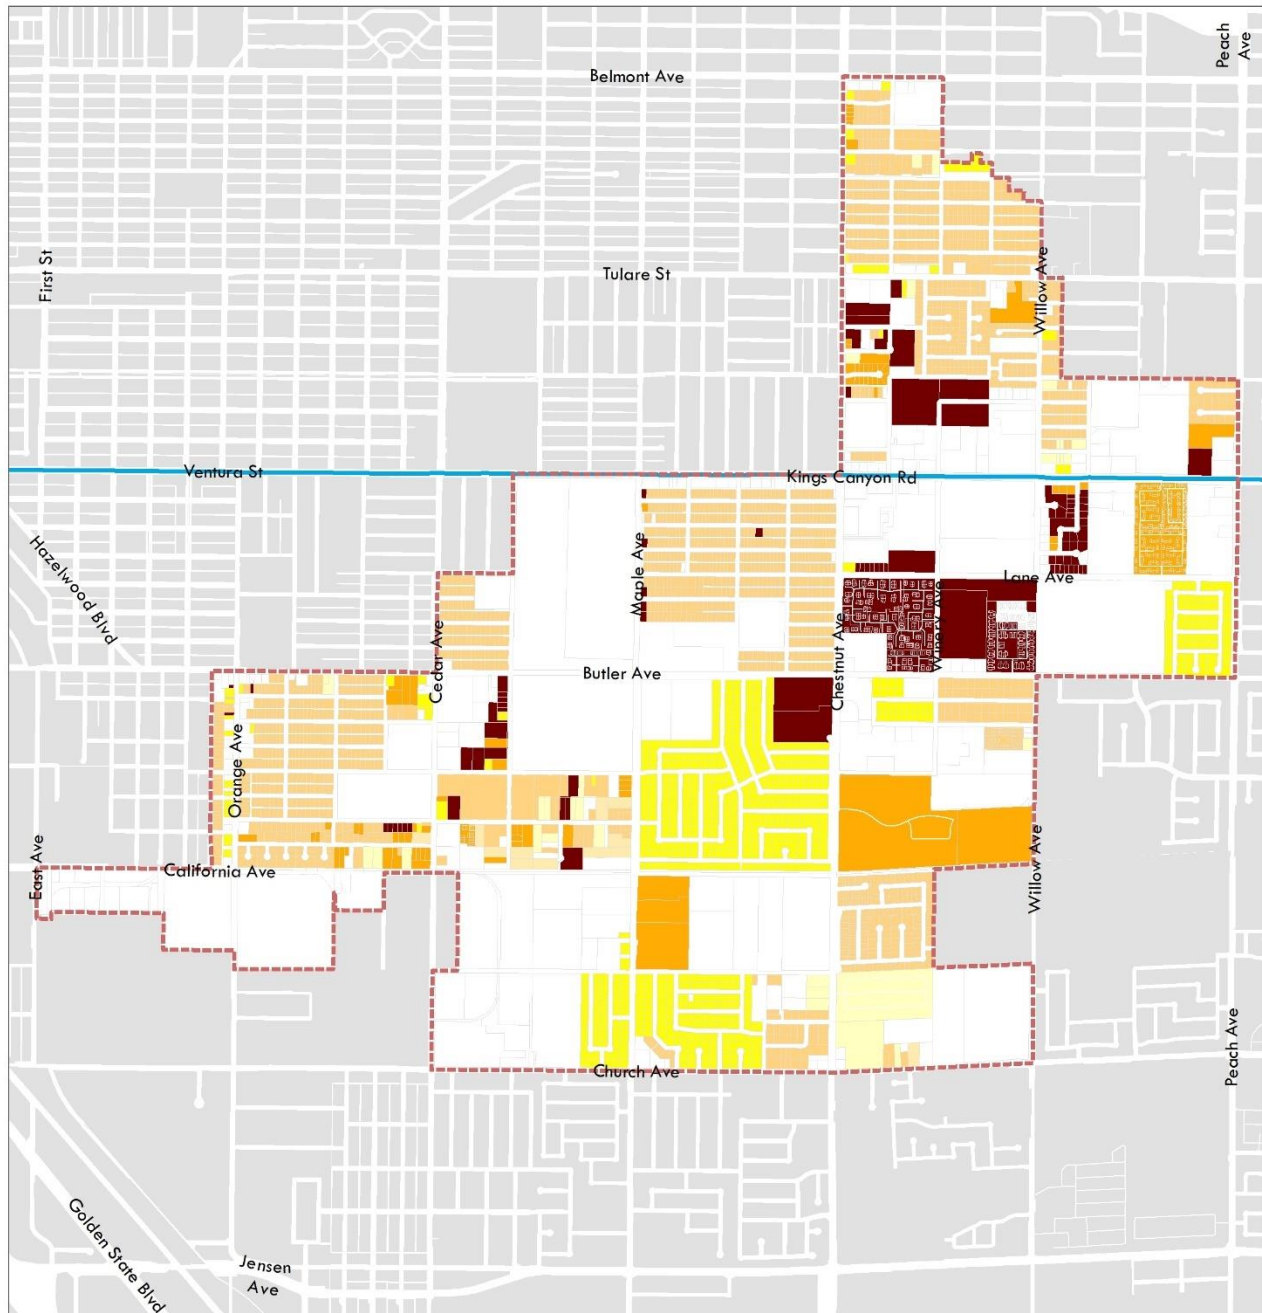 Peach
Ave
Belmont Ave
First St
Tulare St
Willow Ave
Ventura St
Kings Canyon Rd
Hazelwood Blvd
Maple Ave
Lane Ave
Winery Ave
Chestnut Ave
Cedar Ave
Butler Ave
Orange Ave
East Ave
California Ave
Willow Ave
Peach Ave
Church Ave
Golden State Blvd
Jensen
Ave